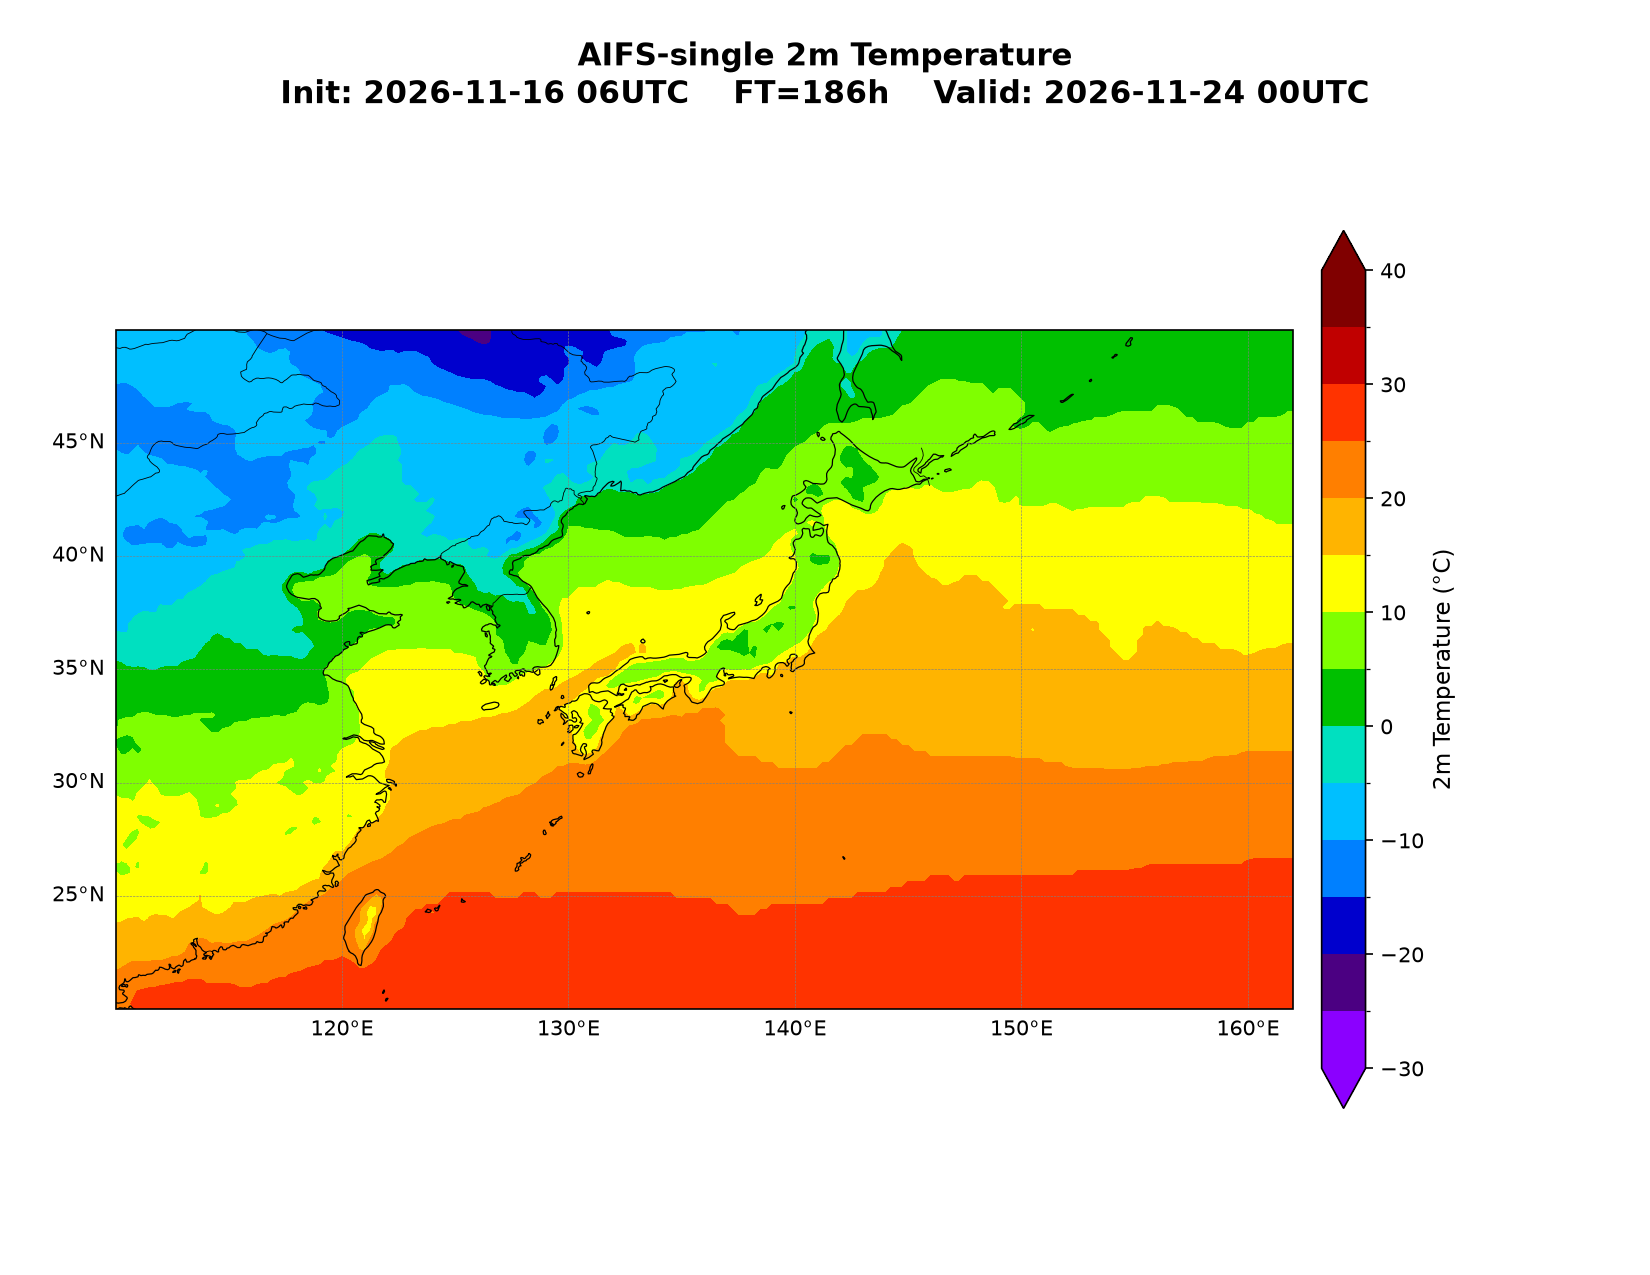 AIFS-single 2m Temperature
Init: 2026-11-16 06UTC    FT=186h    Valid: 2026-11-24 00UTC
45°N
40°N
35°N
30°N
25°N
120°E
130°E
140°E
150°E
160°E
40
30
20
10
0
−10
−20
−30
2m Temperature (°C)